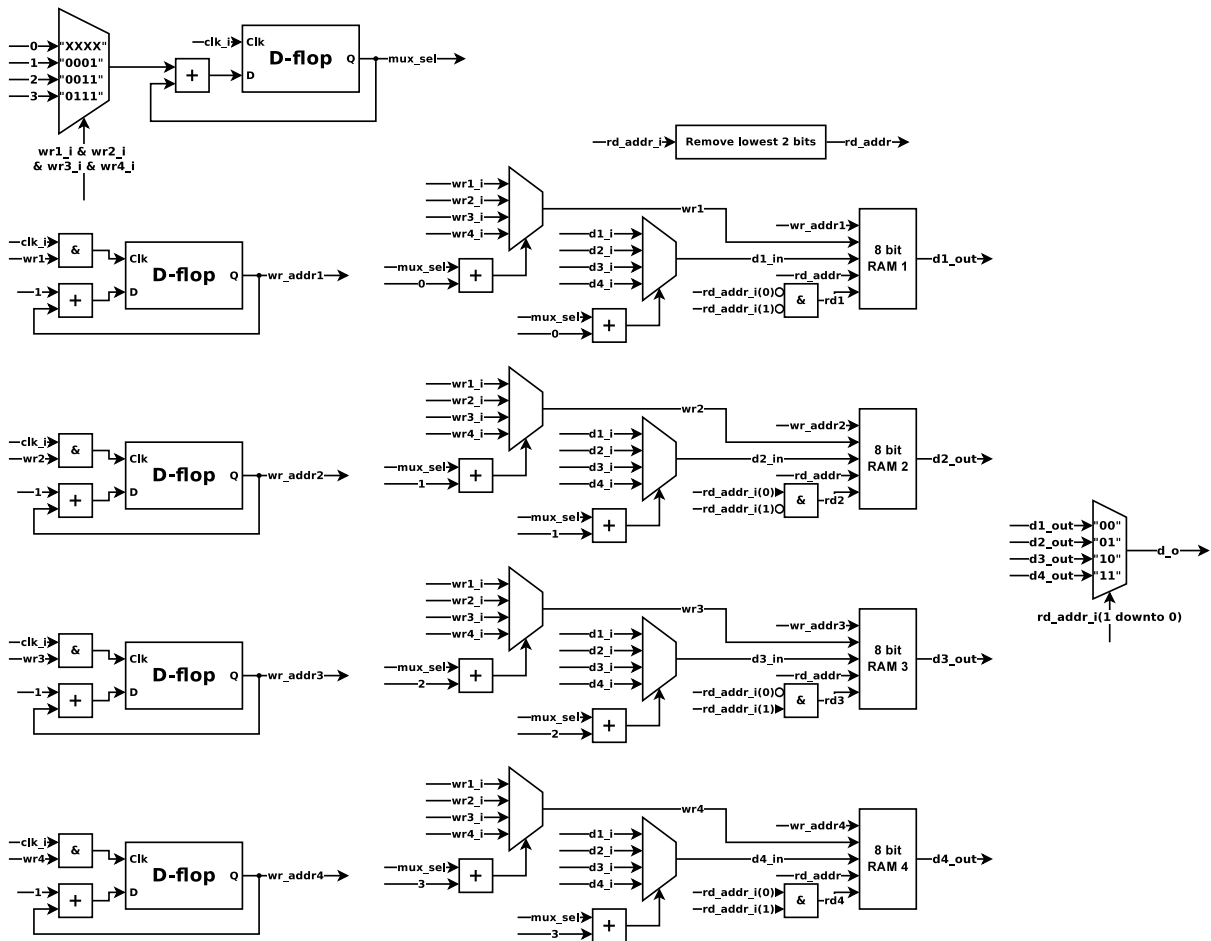 0 "XXXX"
1 "0001"
2 "0011"
3 "0111"
wr1_i & wr2_i
& wr3_i & wr4_i
+
clk_i Clk
D-flop
Q
D
mux_sel
rd_addr_i Remove lowest 2 bits rd_addr
clk_i
wr1
&
1
+
Clk
D-flop
Q
D
wr_addr1
wr1_i
wr2_i
wr3_i
wr4_i
mux_sel
0
+
wr1
d1_i
d2_i
d3_i
d4_i
mux_sel
0
+
d1_in
wr_addr1
rd_addr
rd_addr_i(0)
rd_addr_i(1)
&
rd1
8 bit
RAM 1
d1_out
clk_i
wr2
&
1
+
Clk
D-flop
Q
D
wr_addr2
wr1_i
wr2_i
wr3_i
wr4_i
mux_sel
1
+
wr2
d1_i
d2_i
d3_i
d4_i
mux_sel
1
+
d2_in
wr_addr2
rd_addr
rd_addr_i(0)
rd_addr_i(1)
&
rd2
8 bit
RAM 2
d2_out
d1_out "00"
d2_out "01"
d3_out "10"
d4_out "11"
d_o
rd_addr_i(1 downto 0)
clk_i
wr3
&
1
+
Clk
D-flop
Q
D
wr_addr3
wr1_i
wr2_i
wr3_i
wr4_i
mux_sel
2
+
wr3
d1_i
d2_i
d3_i
d4_i
mux_sel
2
+
d3_in
wr_addr3
rd_addr
rd_addr_i(0)
rd_addr_i(1)
&
rd3
8 bit
RAM 3
d3_out
clk_i
wr4
&
1
+
Clk
D-flop
Q
D
wr_addr4
wr1_i
wr2_i
wr3_i
wr4_i
mux_sel
3
+
wr4
d1_i
d2_i
d3_i
d4_i
mux_sel
3
+
d4_in
wr_addr4
rd_addr
rd_addr_i(0)
rd_addr_i(1)
&
rd4
8 bit
RAM 4
d4_out